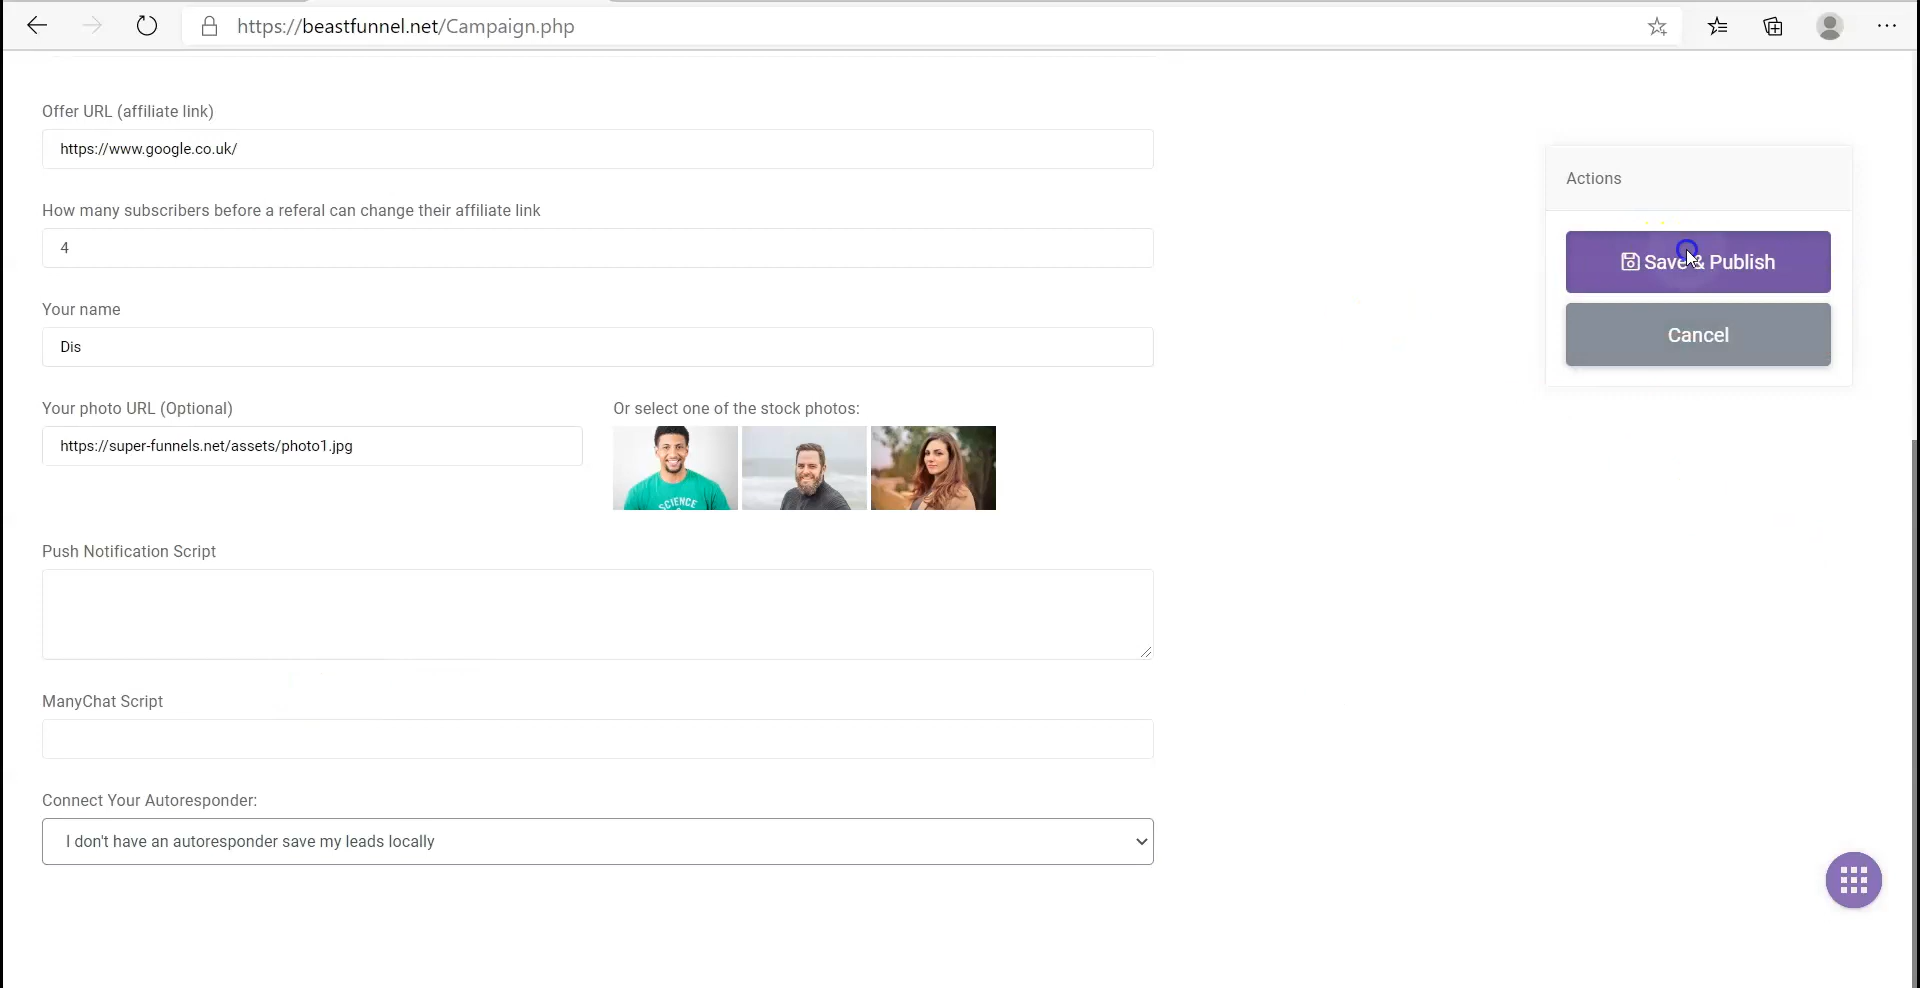 https://beastfunnel.net/Campaign.php
Offer URL (affiliate link)
https://www.google.co.uk/
How many subscribers before a referal can change their affiliate link
4
Your name
Dis
Your photo URL (Optional)
Or select one of the stock photos:
https://super-funnels.net/assets/photo1.jpg
SCIENCE
Push Notification Script
ManyChat Script
Connect Your Autoresponder:
I don't have an autoresponder save my leads locally
Actions
Save & Publish
Cancel